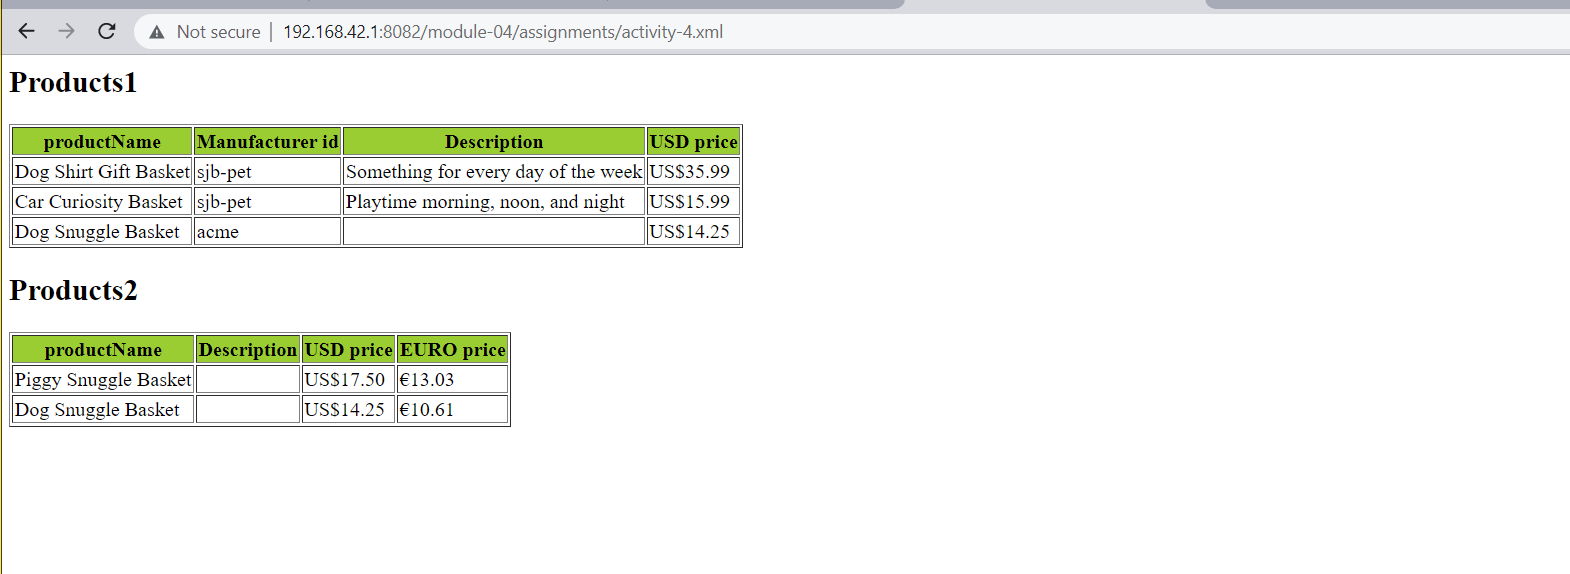 Not secure | 192.168.42.1:8082/module-04/assignments/activity-4.xml
Products1
productName Manufacturer id Description USD price
Dog Shirt Gift Basket sjb-pet Something for every day of the week US$35.99
Car Curiosity Basket sjb-pet Playtime morning, noon, and night US$15.99
Dog Snuggle Basket acme US$14.25
Products2
productName Description USD price EURO price
Piggy Snuggle Basket US$17.50 €13.03
Dog Snuggle Basket US$14.25 €10.61